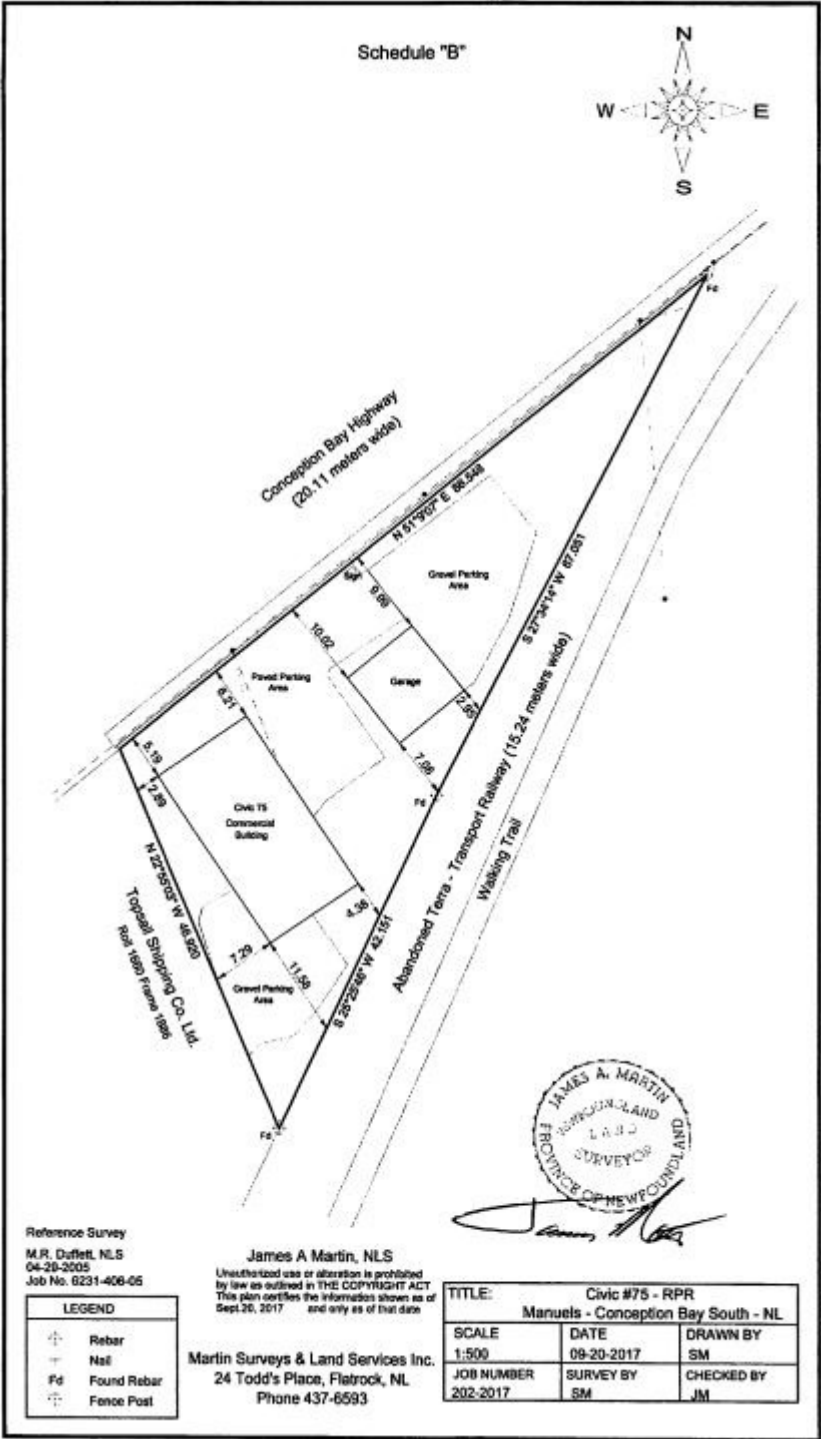 Schedule "B"
N
W
E
S
Fd
Conception Bay Highway
(20.11 meters wide)
N 51°9'07" E 86.548
Sign
9.98
Gravel Parking
Area
S 27°34'14" W 67.051
10.02
Garage
Paved Parking
Area
6.21
2.95
7.06
Fd
5.19
2.89
Civic 75
Commercial
Building
Abandoned Terra - Transport Railway (15.24 meters wide)
Walking Trail
N 22°55'03" W 46.920
Topsail Shipping Co. Ltd.
Roll 1660 Frame 1986
4.36
S 25°25'46" W 42.151
7.29
11.58
Gravel Parking
Area
Fd
JAMES A. MARTIN
NEWFOUNDLAND
LAND
SURVEYOR
PROVINCE OF NEWFOUNDLAND
Reference Survey
M.R. Duffett, NLS
04-29-2005
Job No. 6231-406-05
LEGEND
Rebar
Nail
Fd Found Rebar
Fence Post
James A Martin, NLS
Unauthorized use or alteration is prohibited
by law as outlined in THE COPYRIGHT ACT
This plan certifies the information shown as of
Sept.20, 2017 and only as of that date
Martin Surveys & Land Services Inc.
24 Todd's Place, Flatrock, NL
Phone 437-6593
TITLE: Civic #75 - RPR
Manuels - Conception Bay South - NL
SCALE DATE DRAWN BY
1:500 09-20-2017 SM
JOB NUMBER SURVEY BY CHECKED BY
202-2017 SM JM